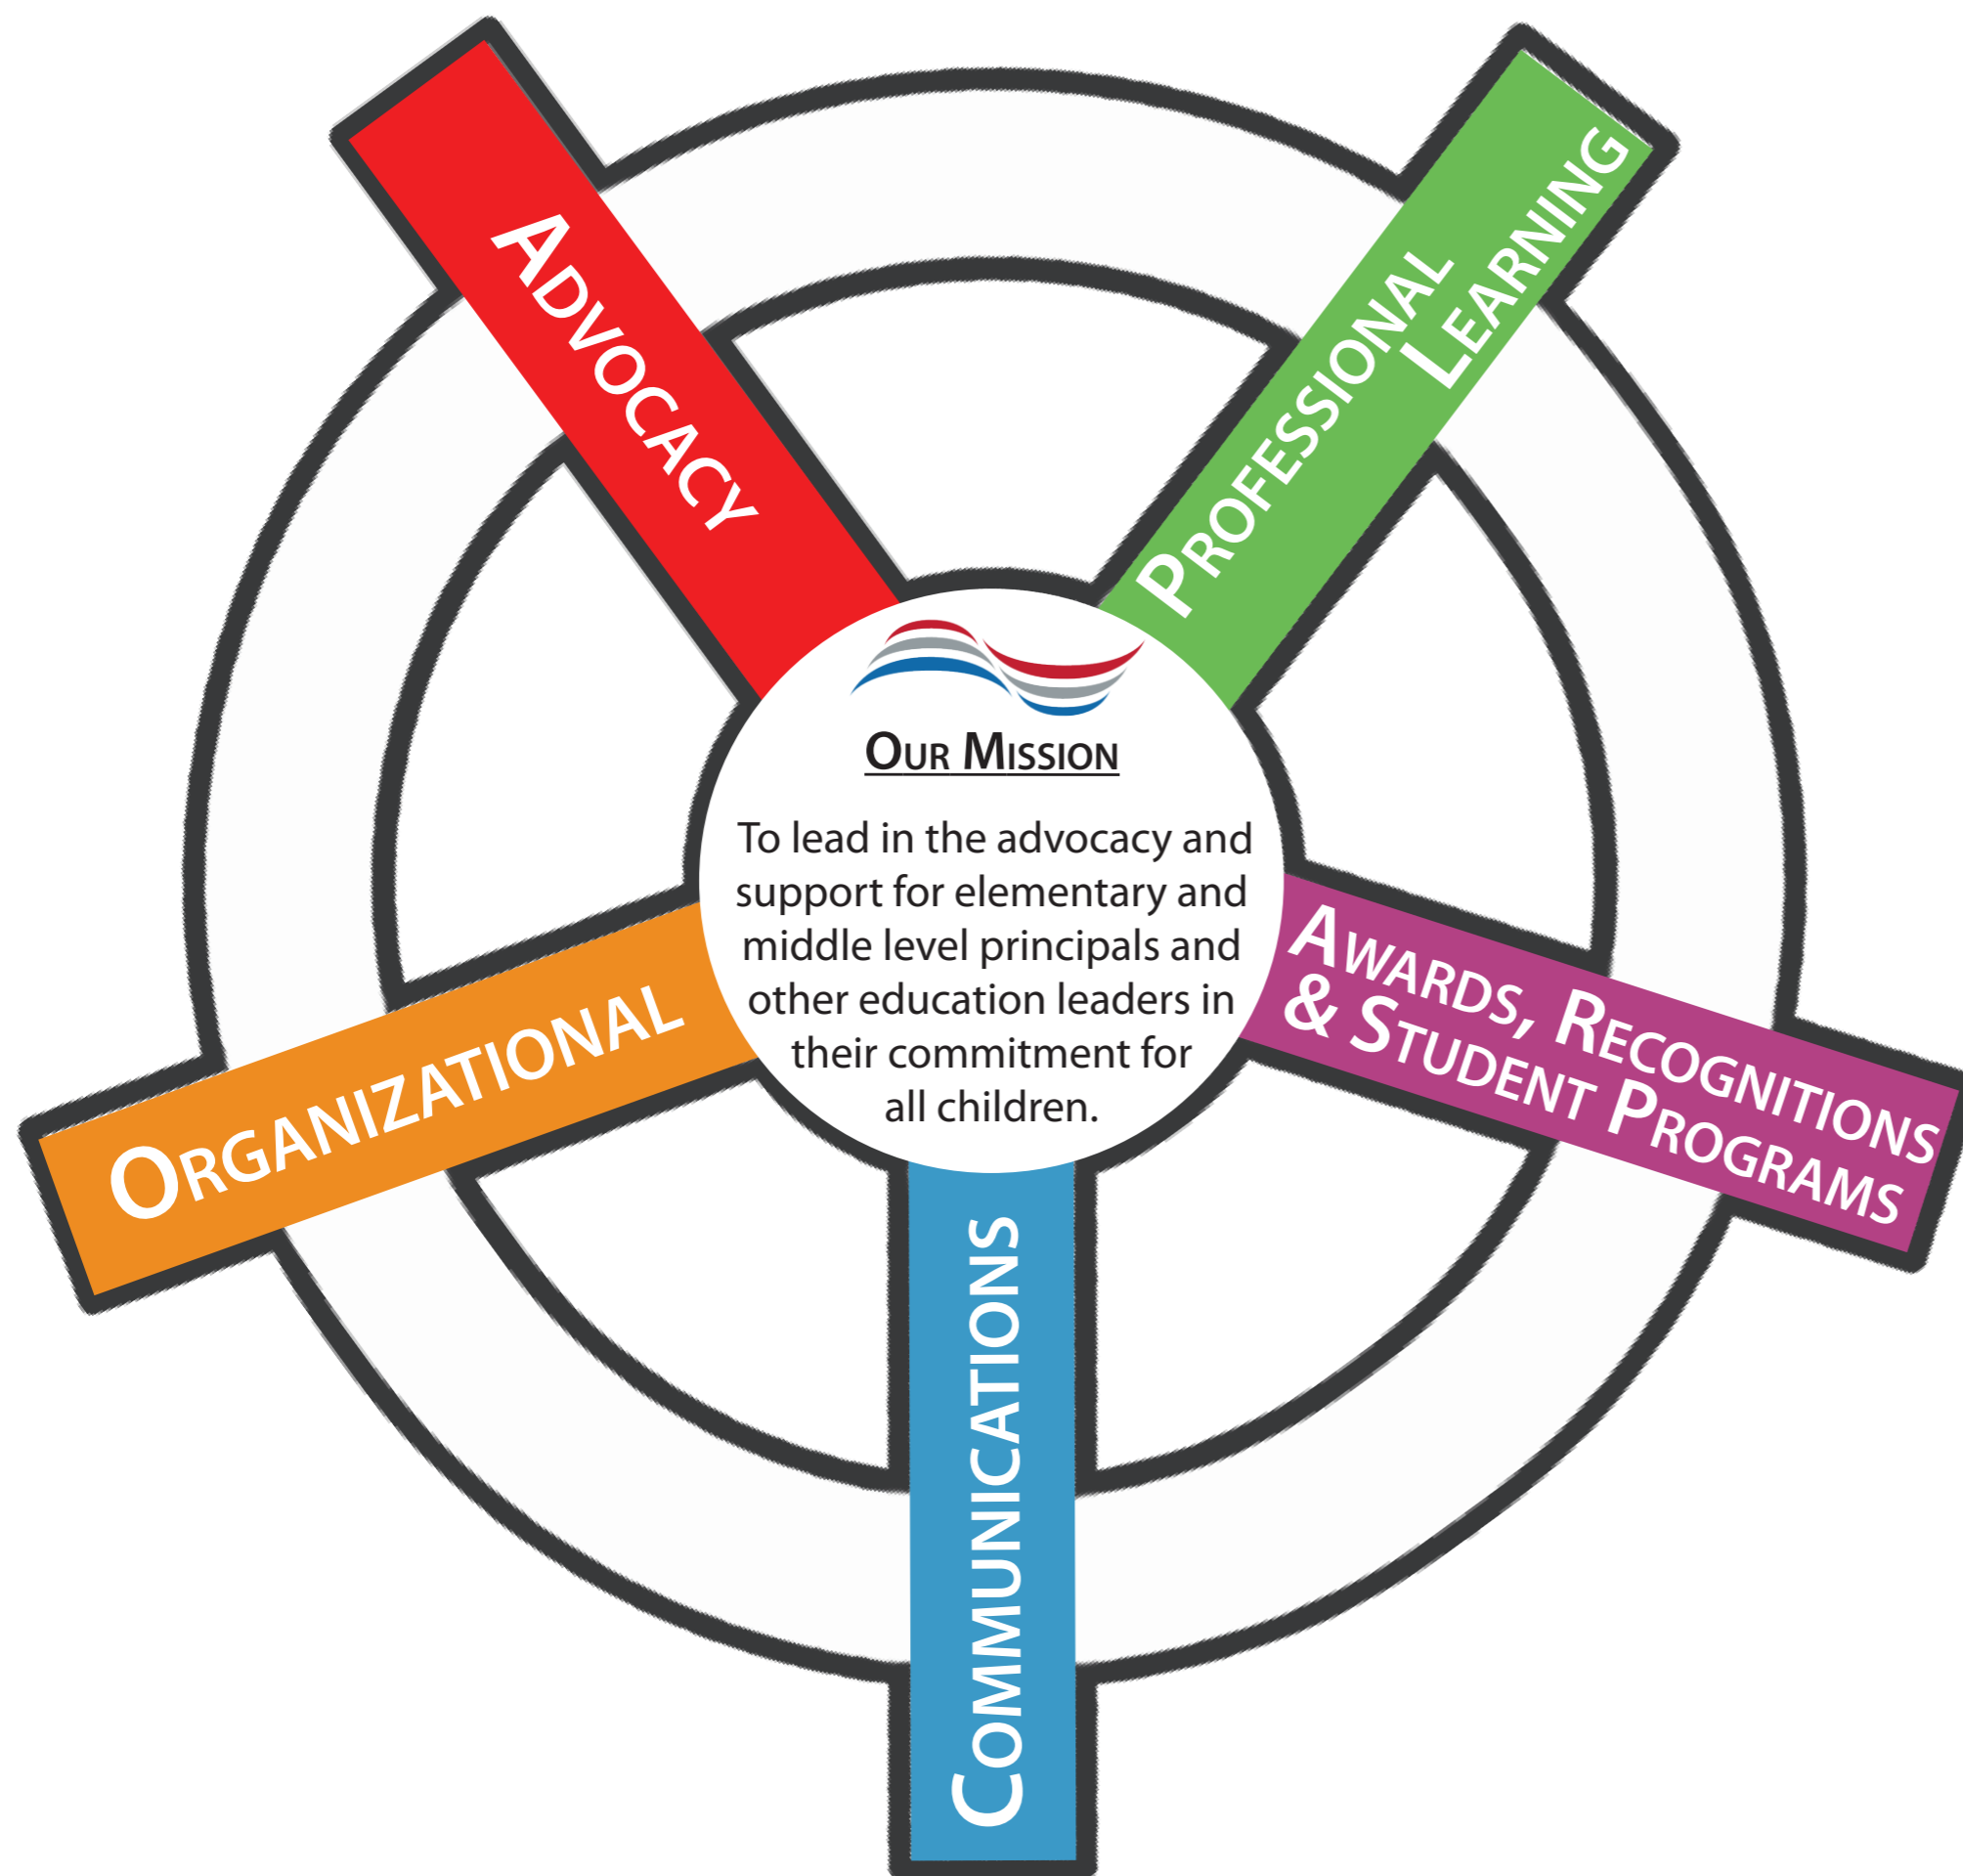 ADVOCACY
PROFESSIONAL
LEARNING
OUR MISSION
To lead in the advocacy and
support for elementary and
middle level principals and
other education leaders in
their commitment for
all children.
ORGANIZATIONAL
AWARDS, RECOGNITIONS
& STUDENT PROGRAMS
COMMUNICATIONS